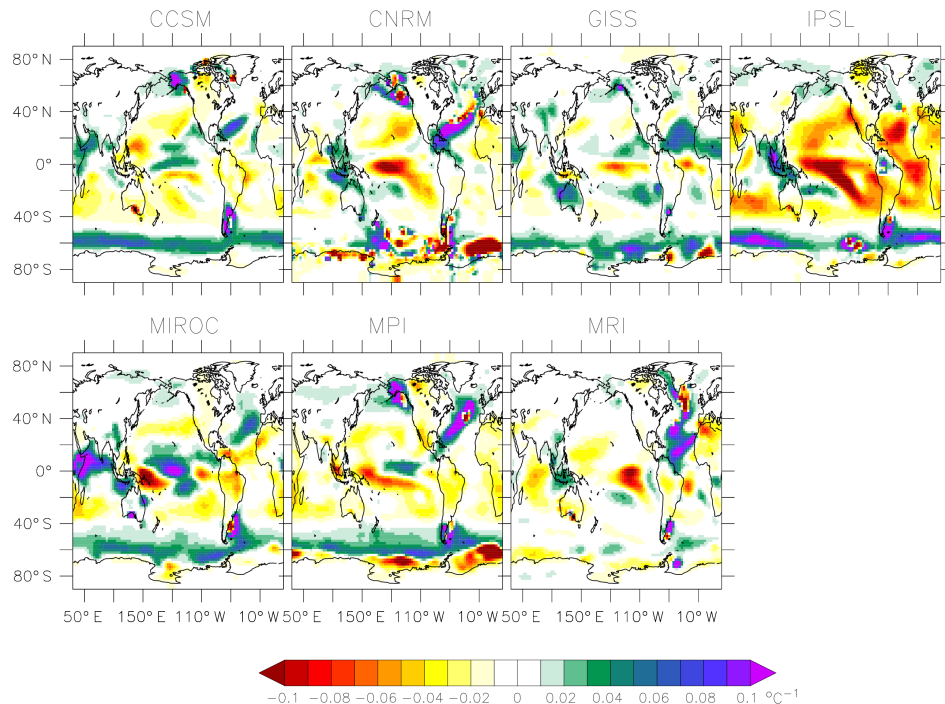 CCSM CNRM GISS IPSL
80°N
40°N
0°
40°S
80°S
MIROC MPI MRI
80°N
40°N
0°
40°S
80°S
50°E 150°E 110°W 10°W 50°E 150°E 110°W 10°W 50°E 150°E 110°W 10°W
−0.1 −0.08 −0.06 −0.04 −0.02 0 0.02 0.04 0.06 0.08 0.1 °C⁻¹